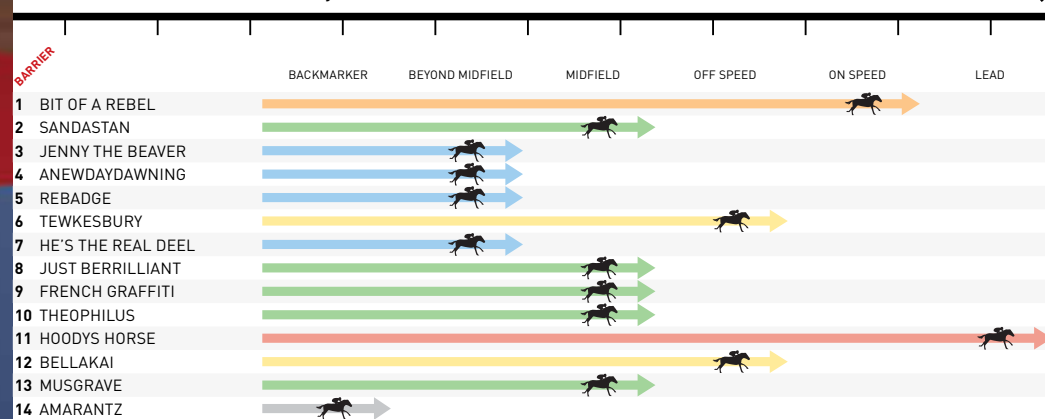 BARRIER
BACKMARKER BEYOND MIDFIELD MIDFIELD OFF SPEED ON SPEED LEAD
1 BIT OF A REBEL
2 SANDASTAN
3 JENNY THE BEAVER
4 ANEWDAYDAWNING
5 REBADGE
6 TEWKESBURY
7 HE'S THE REAL DEEL
8 JUST BERRILLIANT
9 FRENCH GRAFFITI
10 THEOPHILUS
11 HOODYS HORSE
12 BELLAKAI
13 MUSGRAVE
14 AMARANTZ